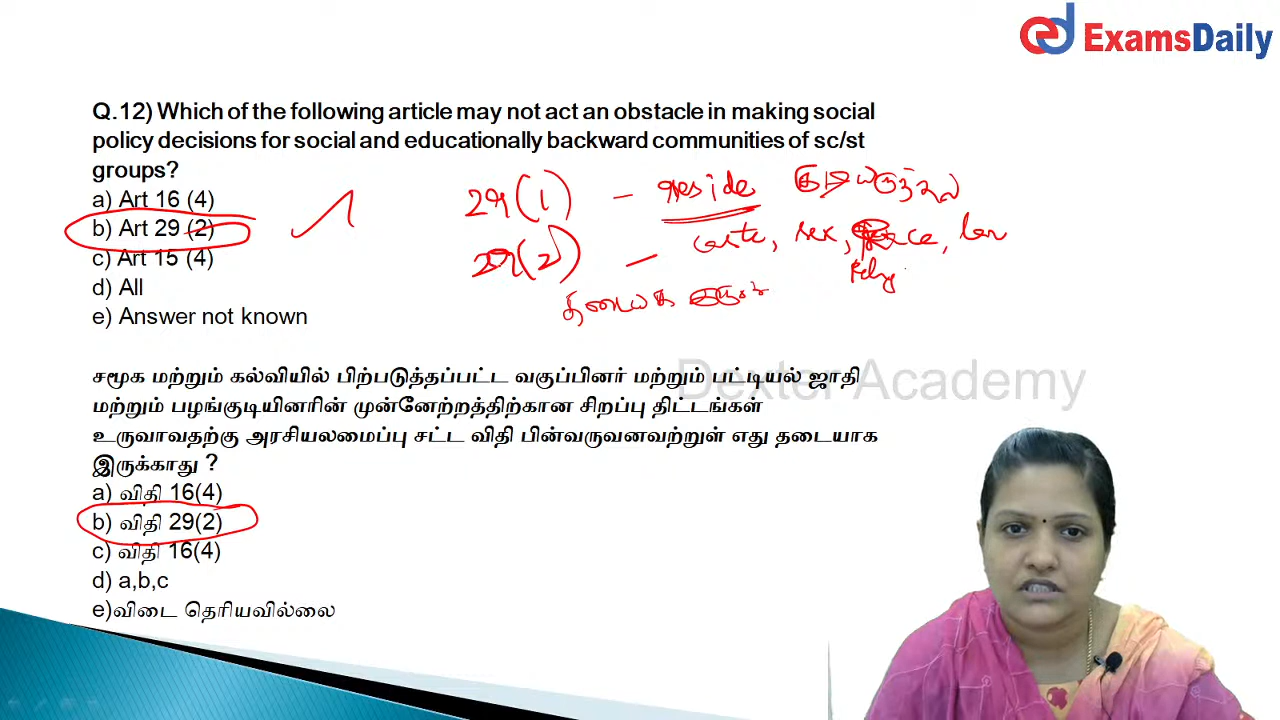 ExamsDaily
Q.12) Which of the following article may not act an obstacle in making social
policy decisions for social and educationally backward communities of sc/st
groups?
a) Art 16 (4)
b) Art 29 (2)
c) Art 15 (4)
d) All
e) Answer not known
29(1) - reside
29(2) - caste, sex,
Dexter Academy
சமூக மற்றும் கல்வியில் பிற்படுத்தப்பட்ட வகுப்பினர் மற்றும் பட்டியல் ஜாதி
மற்றும் பழங்குடியினரின் முன்னேற்றத்திற்கான சிறப்பு திட்டங்கள்
உருவாவதற்கு அரசியலமைப்பு சட்ட விதி பின்வருவனவற்றுள் எது தடையாக
இருக்காது ?
a) விதி 16(4)
b) விதி 29(2)
c) விதி 16(4)
d) a,b,c
e)விடை தெரியவில்லை